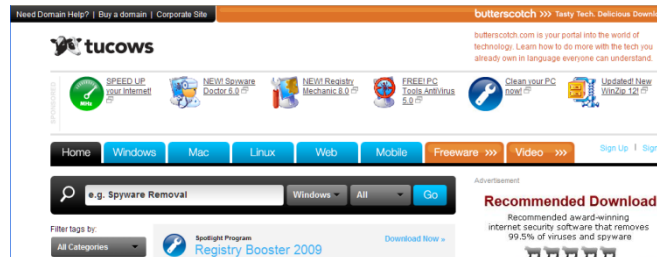 Need Domain Help? | Buy a domain | Corporate Site
butterscotch >>> Tasty Tech. Delicious Downl
butterscotch.com is your portal into the world of
technology. Learn how to do more with the tech you
already own in language everyone can understand.
tucows
SPONSORED
SPEED UP
your Internet!
MHz
NEW! Spyware
Doctor 6.0
NEW! Registry
Mechanic 8.0
FREE! PC
Tools AntiVirus
5.0
Clean your PC
now!
Updated! New
WinZip 12!
Home Windows Mac Linux Web Mobile Freeware >>> Video >>>
Sign Up | Sign
e.g. Spyware Removal Windows All Go
Filter tags by:
All Categories
Spotlight Program
Registry Booster 2009
Download Now »
Advertisement
Recommended Download
Recommended award-winning
internet security software that removes
99.5% of viruses and spyware